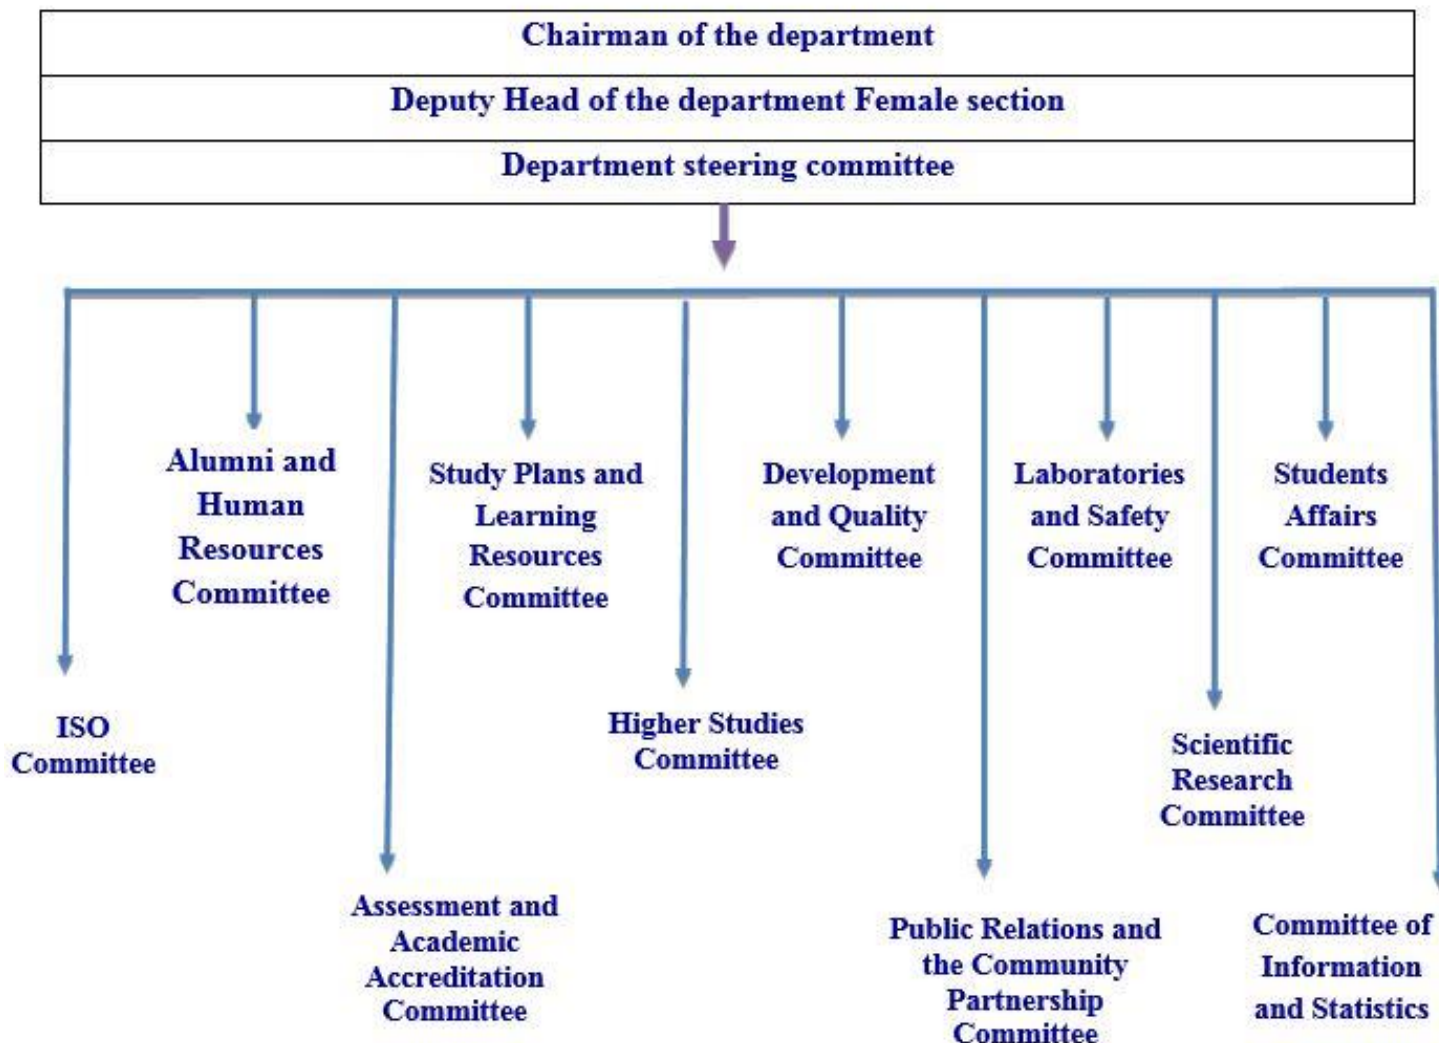 Chairman of the department
Deputy Head of the department Female section
Department steering committee
Alumni and
Human
Resources
Committee
Study Plans and
Learning
Resources
Committee
Development
and Quality
Committee
Laboratories
and Safety
Committee
Students
Affairs
Committee
ISO
Committee
Higher Studies
Committee
Scientific
Research
Committee
Assessment and
Academic
Accreditation
Committee
Public Relations and
the Community
Partnership
Committee
Committee of
Information
and Statistics